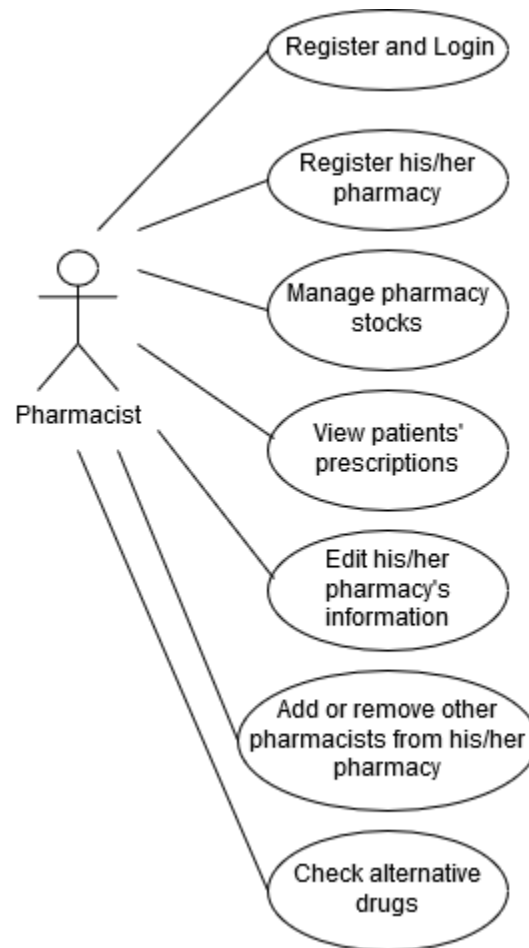 Register and Login
Register his/her
pharmacy
Manage pharmacy
stocks
Pharmacist
View patients'
prescriptions
Edit his/her
pharmacy's
information
Add or remove other
pharmacists from his/her
pharmacy
Check alternative
drugs